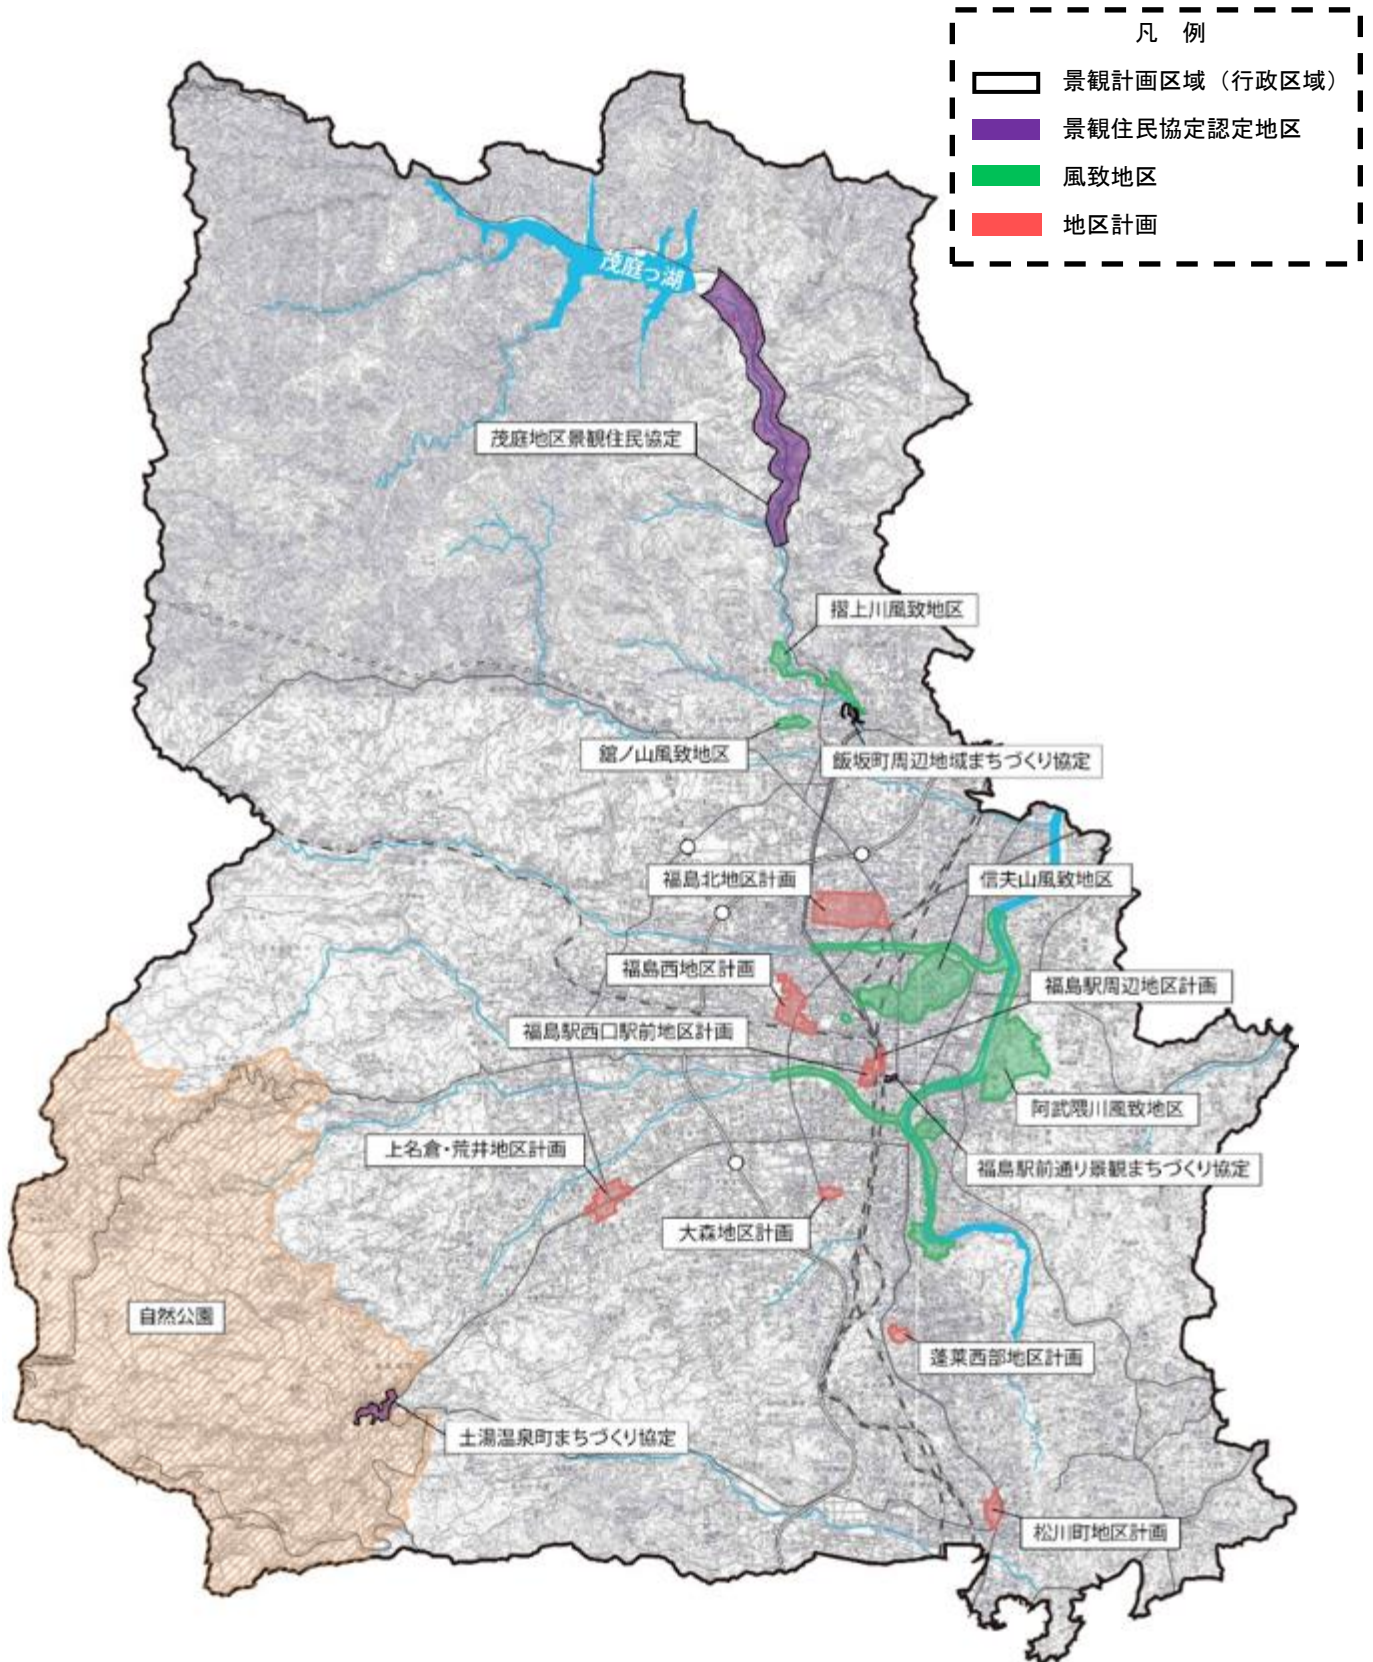 凡 例
景観計画区域（行政区域）
景観住民協定認定地区
風致地区
地区計画
茂庭っ湖
茂庭地区景観住民協定
摺上川風致地区
舘ノ山風致地区
飯坂町周辺地域まちづくり協定
福島北地区計画
信夫山風致地区
福島西地区計画
福島駅周辺地区計画
福島駅西口駅前地区計画
阿武隈川風致地区
上名倉・荒井地区計画
福島駅前通り景観まちづくり協定
大森地区計画
自然公園
蓬莱西部地区計画
土湯温泉町まちづくり協定
松川町地区計画